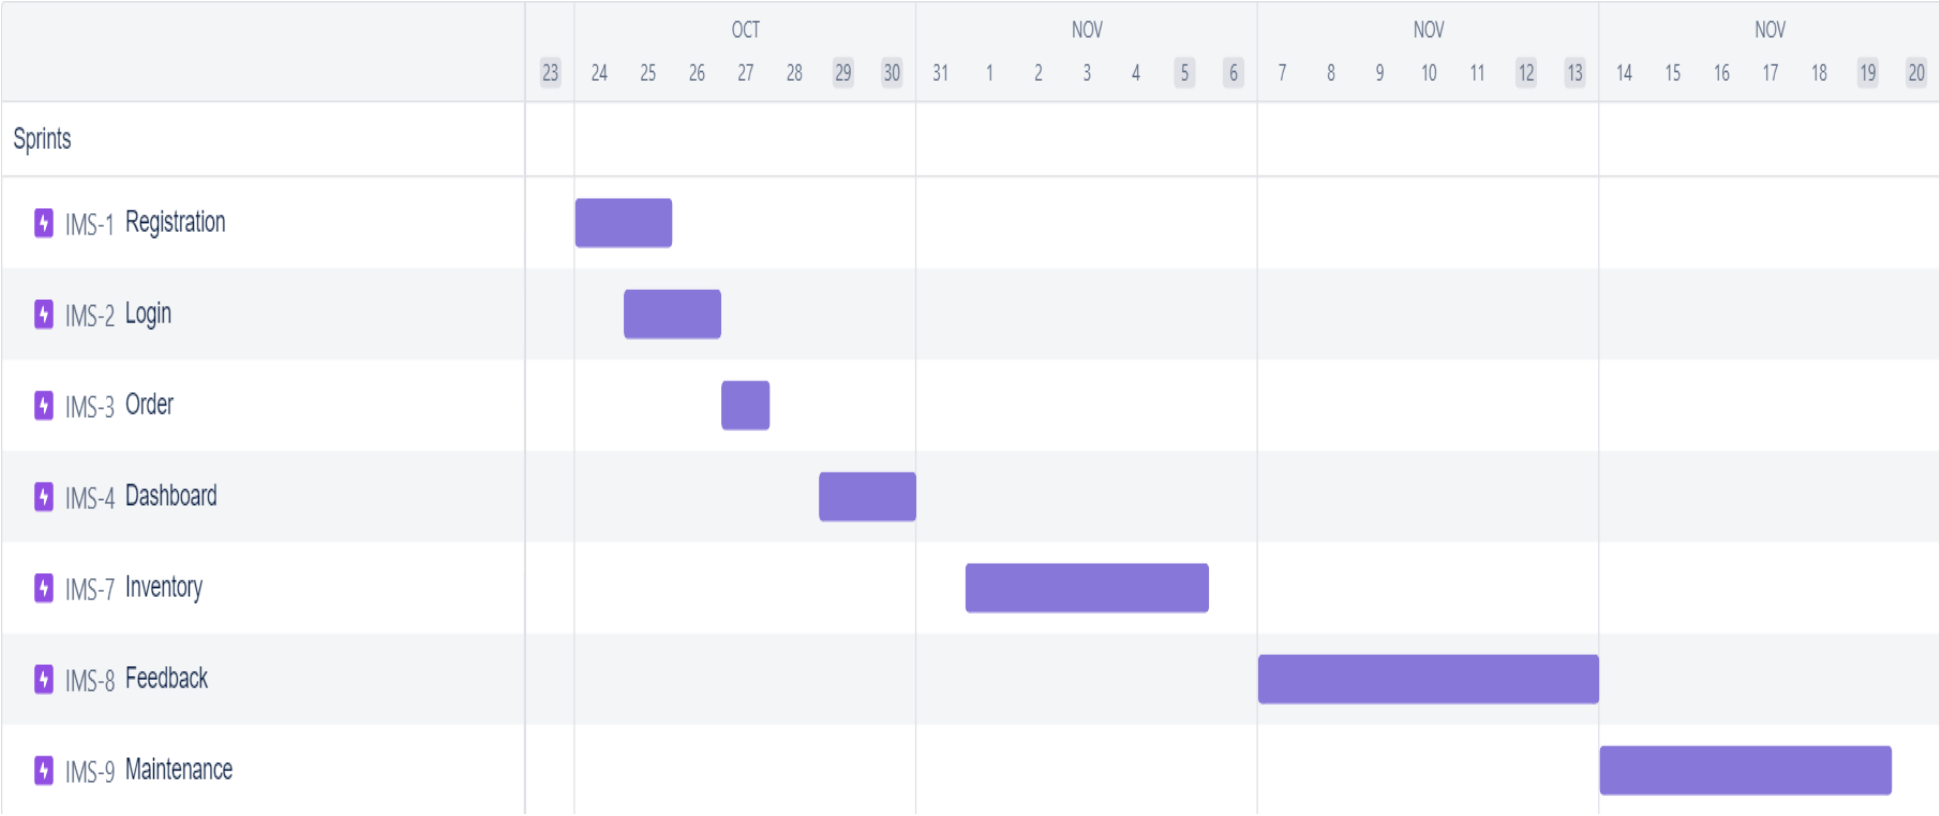 OCT NOV NOV NOV
23 24 25 26 27 28 29 30 31 1 2 3 4 5 6 7 8 9 10 11 12 13 14 15 16 17 18 19 20
Sprints
IMS-1 Registration
IMS-2 Login
IMS-3 Order
IMS-4 Dashboard
IMS-7 Inventory
IMS-8 Feedback
IMS-9 Maintenance